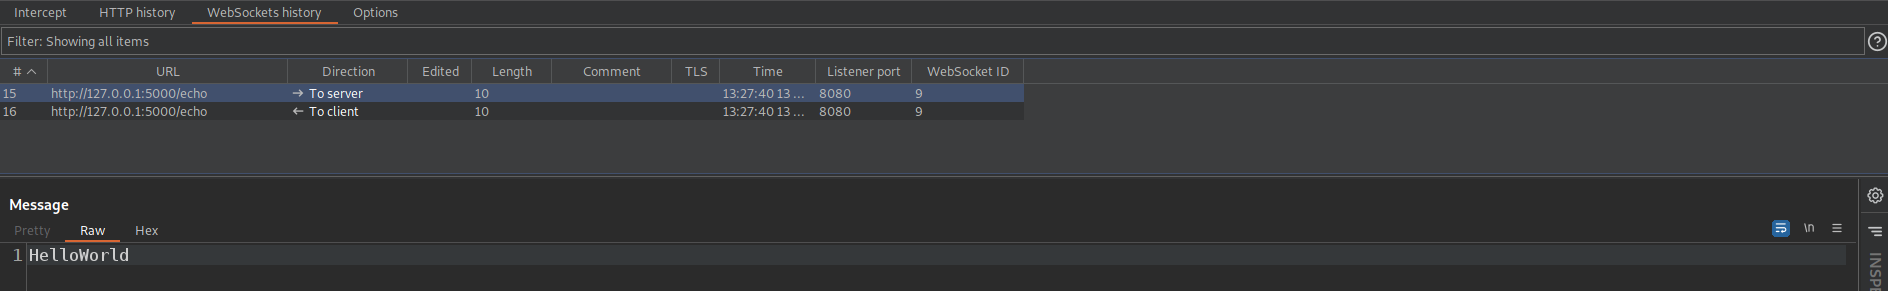 Intercept HTTP history WebSockets history Options
Filter: Showing all items
# URL Direction Edited Length Comment TLS Time Listener port WebSocket ID
15 http://127.0.0.1:5000/echo → To server 10 13:27:40 13 ... 8080 9
16 http://127.0.0.1:5000/echo ← To client 10 13:27:40 13 ... 8080 9
Message
Pretty Raw Hex \n
1 HelloWorld